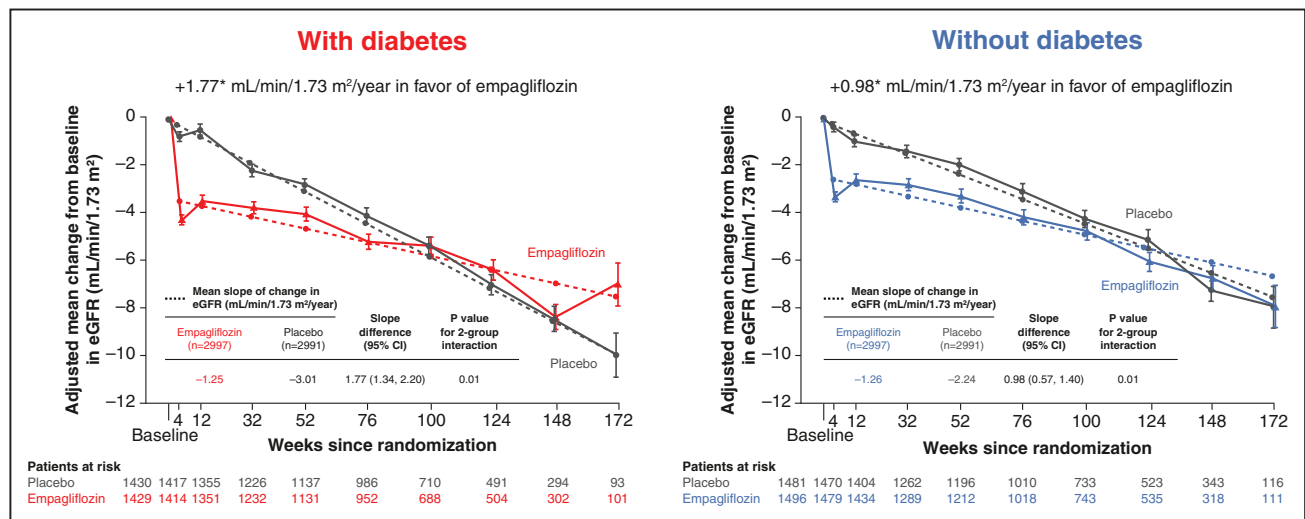 With diabetes
+1.77* mL/min/1.73 m²/year in favor of empagliflozin
Adjusted mean change from baseline
in eGFR (mL/min/1.73 m²)
0
−2
−4
−6
−8
−10
−12
Empagliflozin
Placebo
Mean slope of change in
eGFR (mL/min/1.73 m²/year)
Empagliflozin Placebo Slope P value
(n=2997) (n=2991) difference for 2-group
(95% CI) interaction
−1.25 −3.01 1.77 (1.34, 2.20) 0.01
4 12 32 52 76 100 124 148 172
Baseline
Weeks since randomization
Patients at risk
Placebo 1430 1417 1355 1226 1137 986 710 491 294 93
Empagliflozin 1429 1414 1351 1232 1131 952 688 504 302 101
Without diabetes
+0.98* mL/min/1.73 m²/year in favor of empagliflozin
Adjusted mean change from baseline
in eGFR (mL/min/1.73 m²)
0
−2
−4
−6
−8
−10
−12
Placebo
Empagliflozin
Mean slope of change in
eGFR (mL/min/1.73 m²/year)
Empagliflozin Placebo Slope P value
(n=2997) (n=2991) difference for 2-group
(95% CI) interaction
−1.26 −2.24 0.98 (0.57, 1.40) 0.01
4 12 32 52 76 100 124 148 172
Baseline
Weeks since randomization
Patients at risk
Placebo 1481 1470 1404 1262 1196 1010 733 523 343 116
Empagliflozin 1496 1479 1434 1289 1212 1018 743 535 318 111